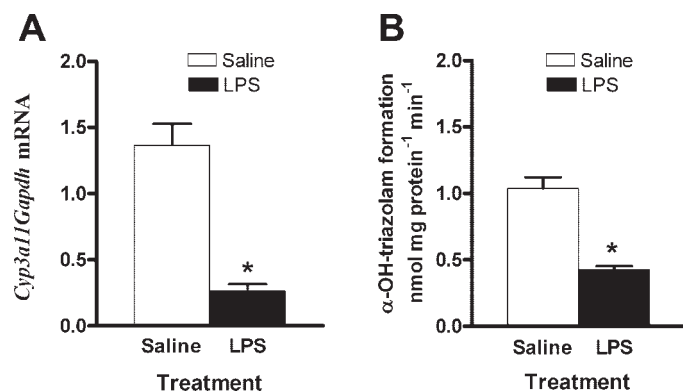 A
Saline
LPS
2.0
1.5
1.0
0.5
0.0
Cyp3a11Gapdh mRNA
*
Saline LPS
Treatment
B
Saline
LPS
2.0
1.5
1.0
0.5
0.0
α-OH-triazolam formation
nmol mg protein⁻¹ min⁻¹
*
Saline LPS
Treatment